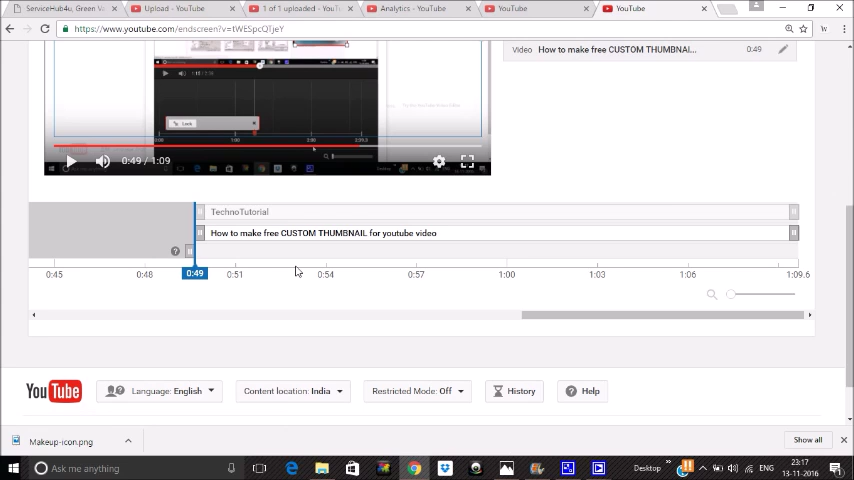 ServiceHub4u, Green V
Upload - YouTube
1 of 1 uploaded - YouT
Analytics - YouTube
YouTube
YouTube
https://www.youtube.com/endscreen?v=tWESpcQTjeY
Video How to make free CUSTOM THUMBNAI... 0:49
0:49 / 1:09
TechnoTutorial
How to make free CUSTOM THUMBNAIL for youtube video
0:45 0:48 0:49 0:51 0:54 0:57 1:00 1:03 1:06 1:09.6
YouTube Language: English Content location: India Restricted Mode: Off History Help
Makeup-icon.png Show all
Ask me anything Desktop ENG
23:17
13-11-2016